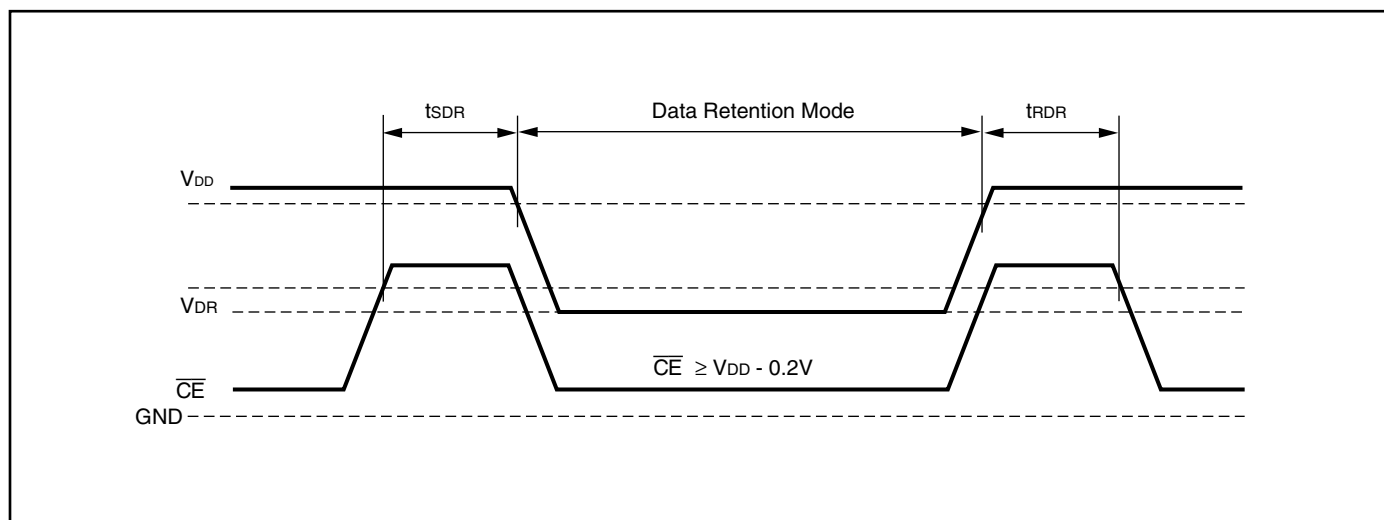 tSDR Data Retention Mode tRDR
VDD
VDR
CE ≥ VDD - 0.2V
CE
GND